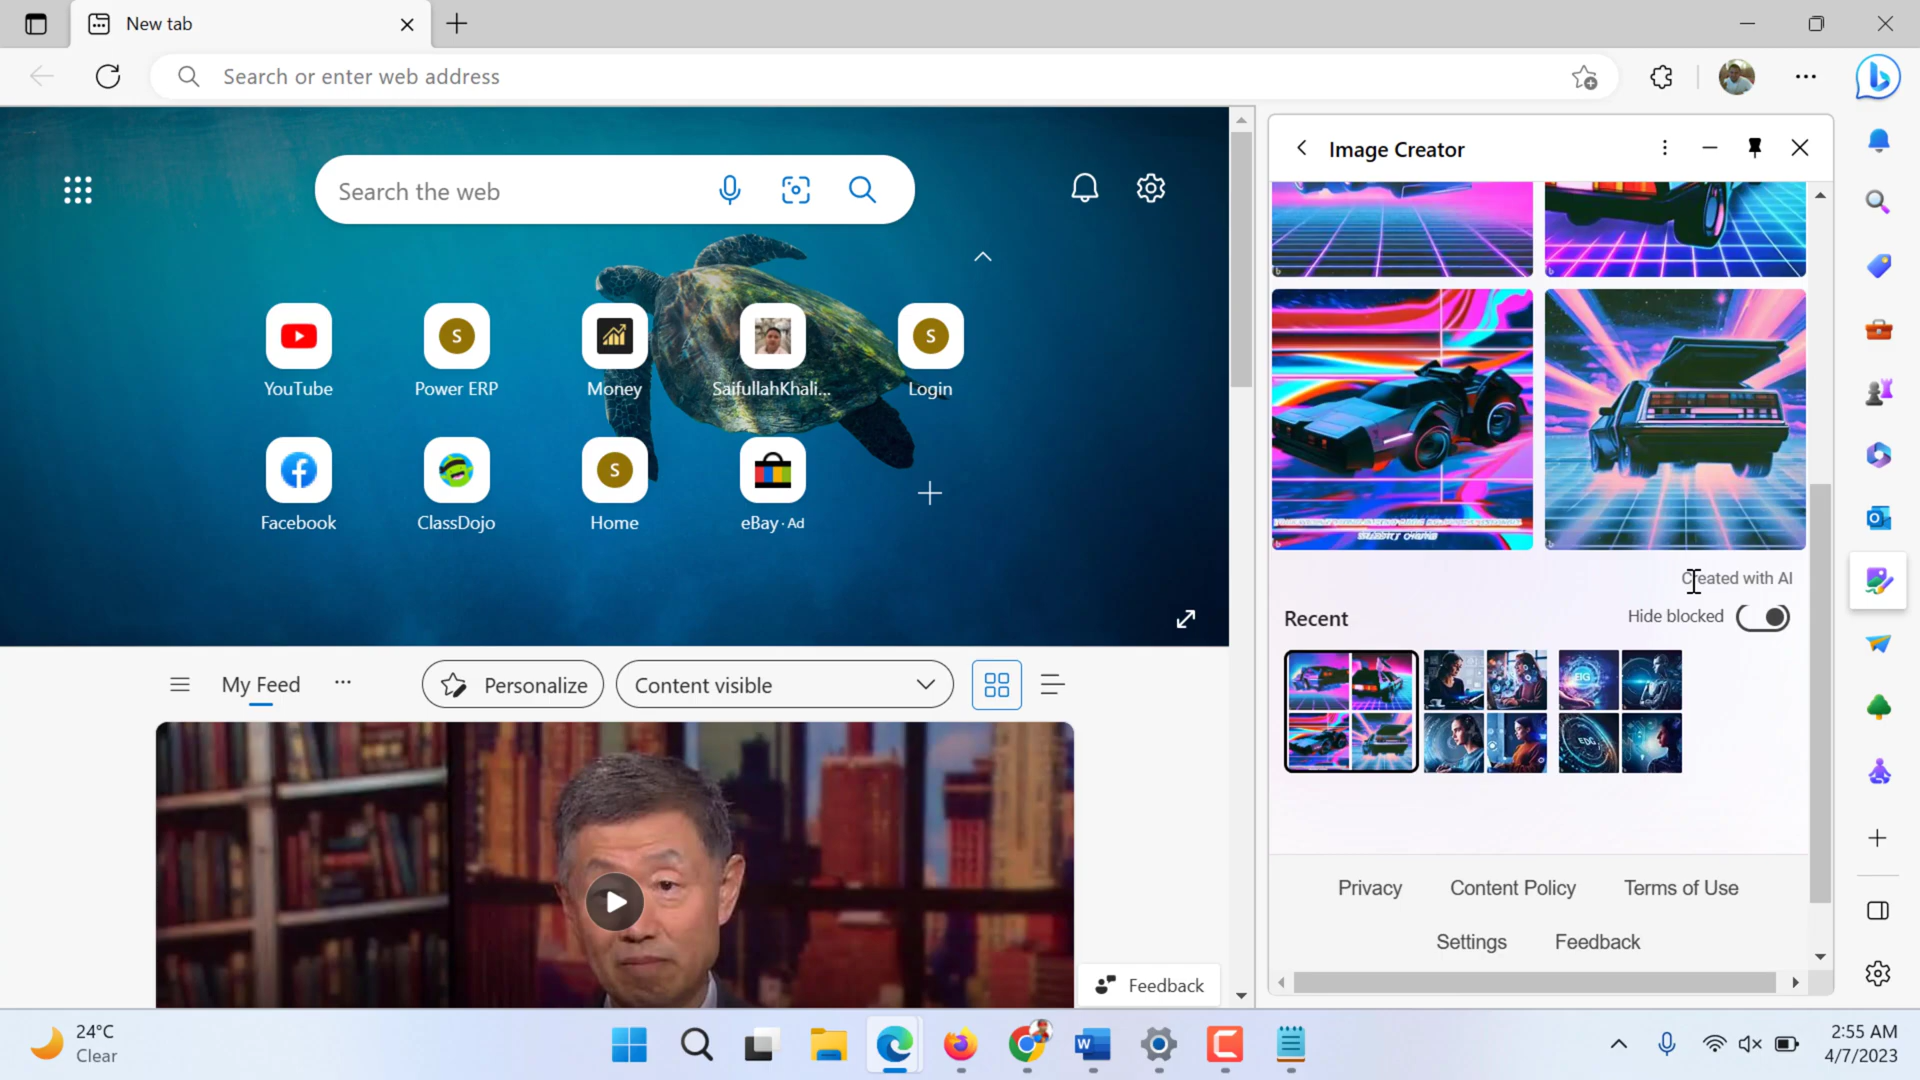 New tab
Search or enter web address
Search the web
YouTube
S
Power ERP
Money
SaifullahKhali...
S
Login
Facebook
ClassDojo
S
Home
eBay · Ad
My Feed
Personalize
Content visible
Feedback
Image Creator
Created with AI
Recent
Hide blocked
EIG
EDG
Privacy
Content Policy
Terms of Use
Settings
Feedback
24°C
Clear
W
2:55 AM
4/7/2023